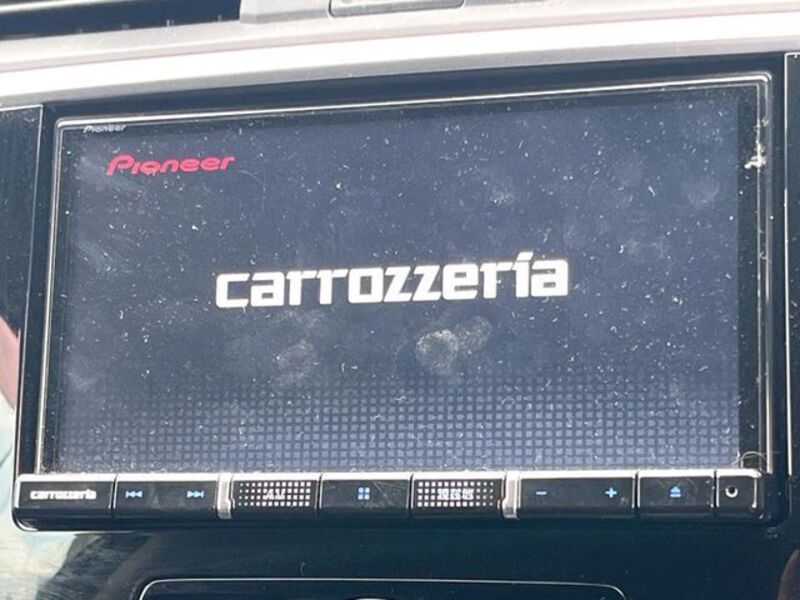 Pioneer
Pioneer
carrozzeria
carrozzeria AV 現在地